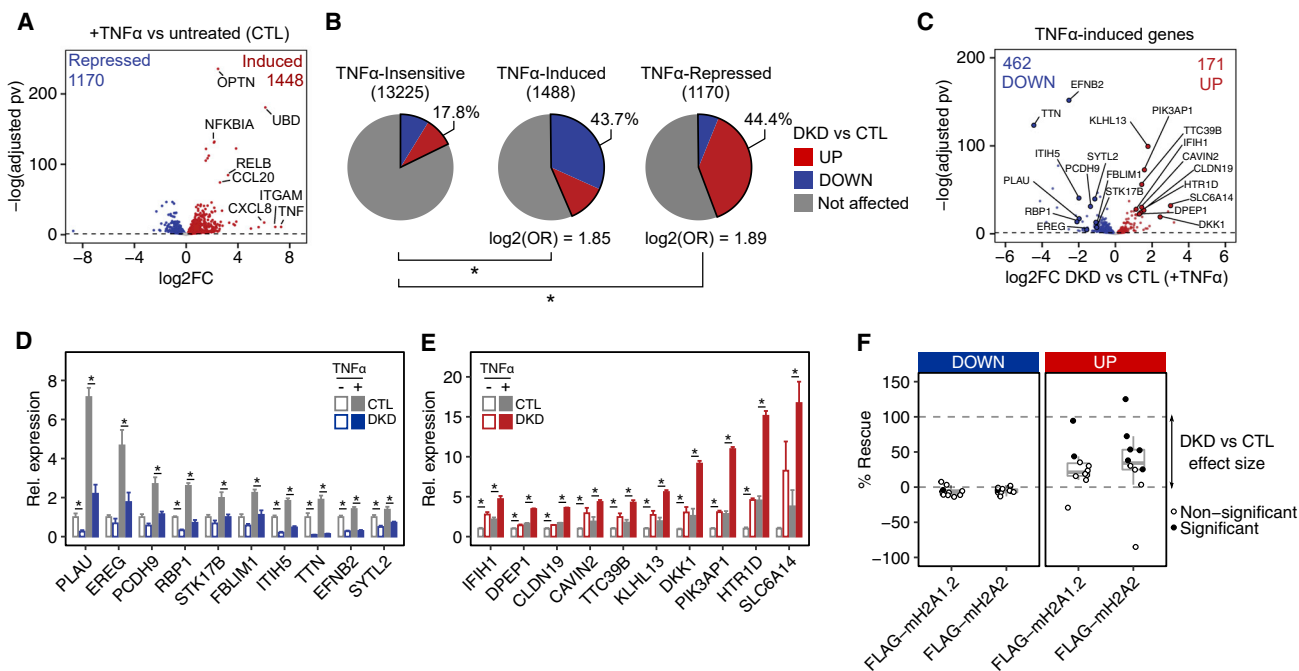 A
+TNFα vs untreated (CTL)
Repressed
1170
Induced
1448
OPTN
UBD
NFKBIA
RELB
CCL20
ITGAM
CXCL8
TNF
−log(adjusted pv)
200
100
0
−8 −4 0 4 8
log2FC
B
TNFα-Insensitive
(13225)
17.8%
TNFα-Induced
(1488)
43.7%
TNFα-Repressed
(1170)
44.4%
DKD vs CTL
UP
DOWN
Not affected
log2(OR) = 1.85
log2(OR) = 1.89
*
*
C
TNFα-induced genes
462
DOWN
171
UP
EFNB2
TTN
KLHL13
PIK3AP1
TTC39B
IFIH1
CAVIN2
CLDN19
HTR1D
SLC6A14
DPEP1
DKK1
ITIH5
SYTL2
PCDH9
FBLIM1
STK17B
PLAU
RBP1
EREG
−log(adjusted pv)
200
100
0
−6 −4 −2 0 2 4 6
log2FC DKD vs CTL (+TNFα)
D
Rel. expression
8
6
4
2
0
TNFα
- +
CTL
DKD
* * * * * * * * * *
* * * * * * * * * *
PLAU
EREG
PCDH9
RBP1
STK17B
FBLIM1
ITIH5
TTN
EFNB2
SYTL2
E
Rel. expression
20
15
10
5
0
TNFα
- +
CTL
DKD
* * * * * * * * *
* * * * * * * * * *
IFIH1
DPEP1
CLDN19
CAVIN2
TTC39B
KLHL13
DKK1
PIK3AP1
HTR1D
SLC6A14
F
DOWN
UP
% Rescue
150
100
50
0
−50
−100
DKD vs CTL
effect size
Non−significant
Significant
FLAG−mH2A1.2
FLAG−mH2A2
FLAG−mH2A1.2
FLAG−mH2A2